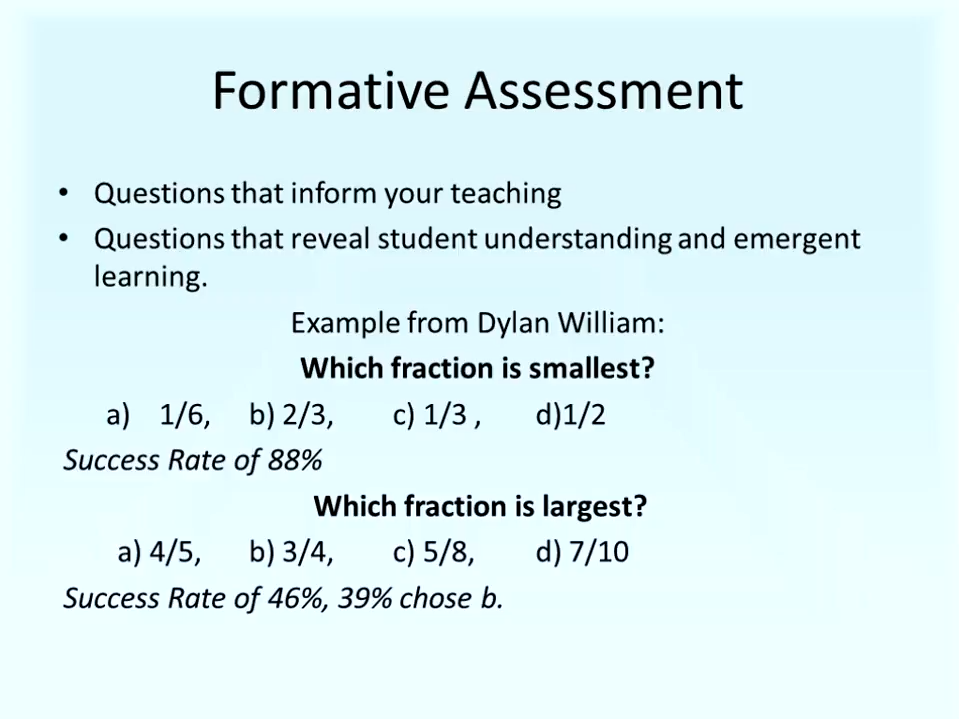 Formative Assessment
• Questions that inform your teaching
• Questions that reveal student understanding and emergent
learning.
Example from Dylan William:
Which fraction is smallest?
a) 1/6, b) 2/3, c) 1/3 , d)1/2
Success Rate of 88%
Which fraction is largest?
a) 4/5, b) 3/4, c) 5/8, d) 7/10
Success Rate of 46%, 39% chose b.